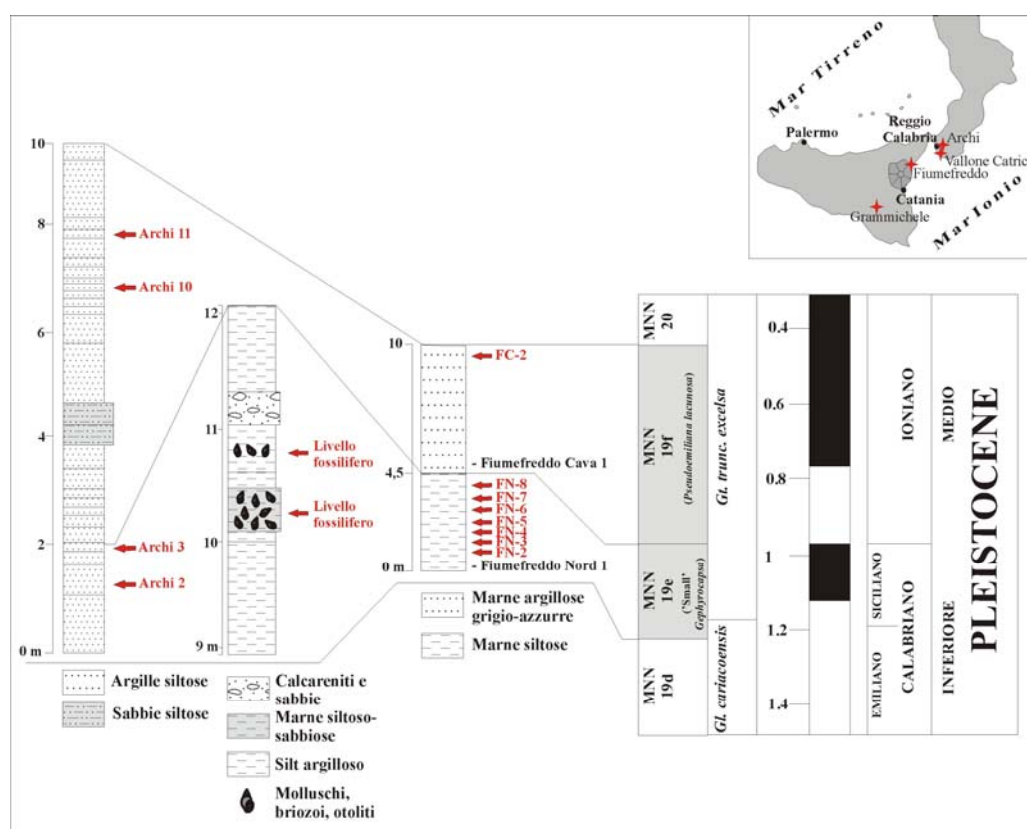 Mar Tirreno
Palermo
Reggio
Calabria
Archi
Vallone Catric
Fiumefreddo
Catania
Grammichele
Mar Ionio
10
8
6
4
2
0 m
Archi 11
Archi 10
Archi 3
Archi 2
Argille siltose
Sabbie siltose
12
11
10
9 m
Livello
fossilifero
Livello
fossilifero
Calcareniti e
sabbie
Marne siltoso-
sabbiose
Silt argilloso
Molluschi,
briozoi, otoliti
10
4,5
0 m
FC-2
- Fiumefreddo Cava 1
FN-8
FN-7
FN-6
FN-5
FN-4
FN-3
FN-2
- Fiumefreddo Nord 1
Marne argillose
grigio-azzurre
Marne siltose
MNN
20
MNN
19f
(Pseudoemiliana lacunosa)
MNN
19e
('Small'
Gephyrocapsa)
MNN
19d
Gl. trunc. excelsa
Gl. cariacoensis
0.4
0.6
0.8
1
1.2
1.4
IONIANO
SICILIANO
EMILIANO
CALABRIANO
MEDIO
INFERIORE
PLEISTOCENE